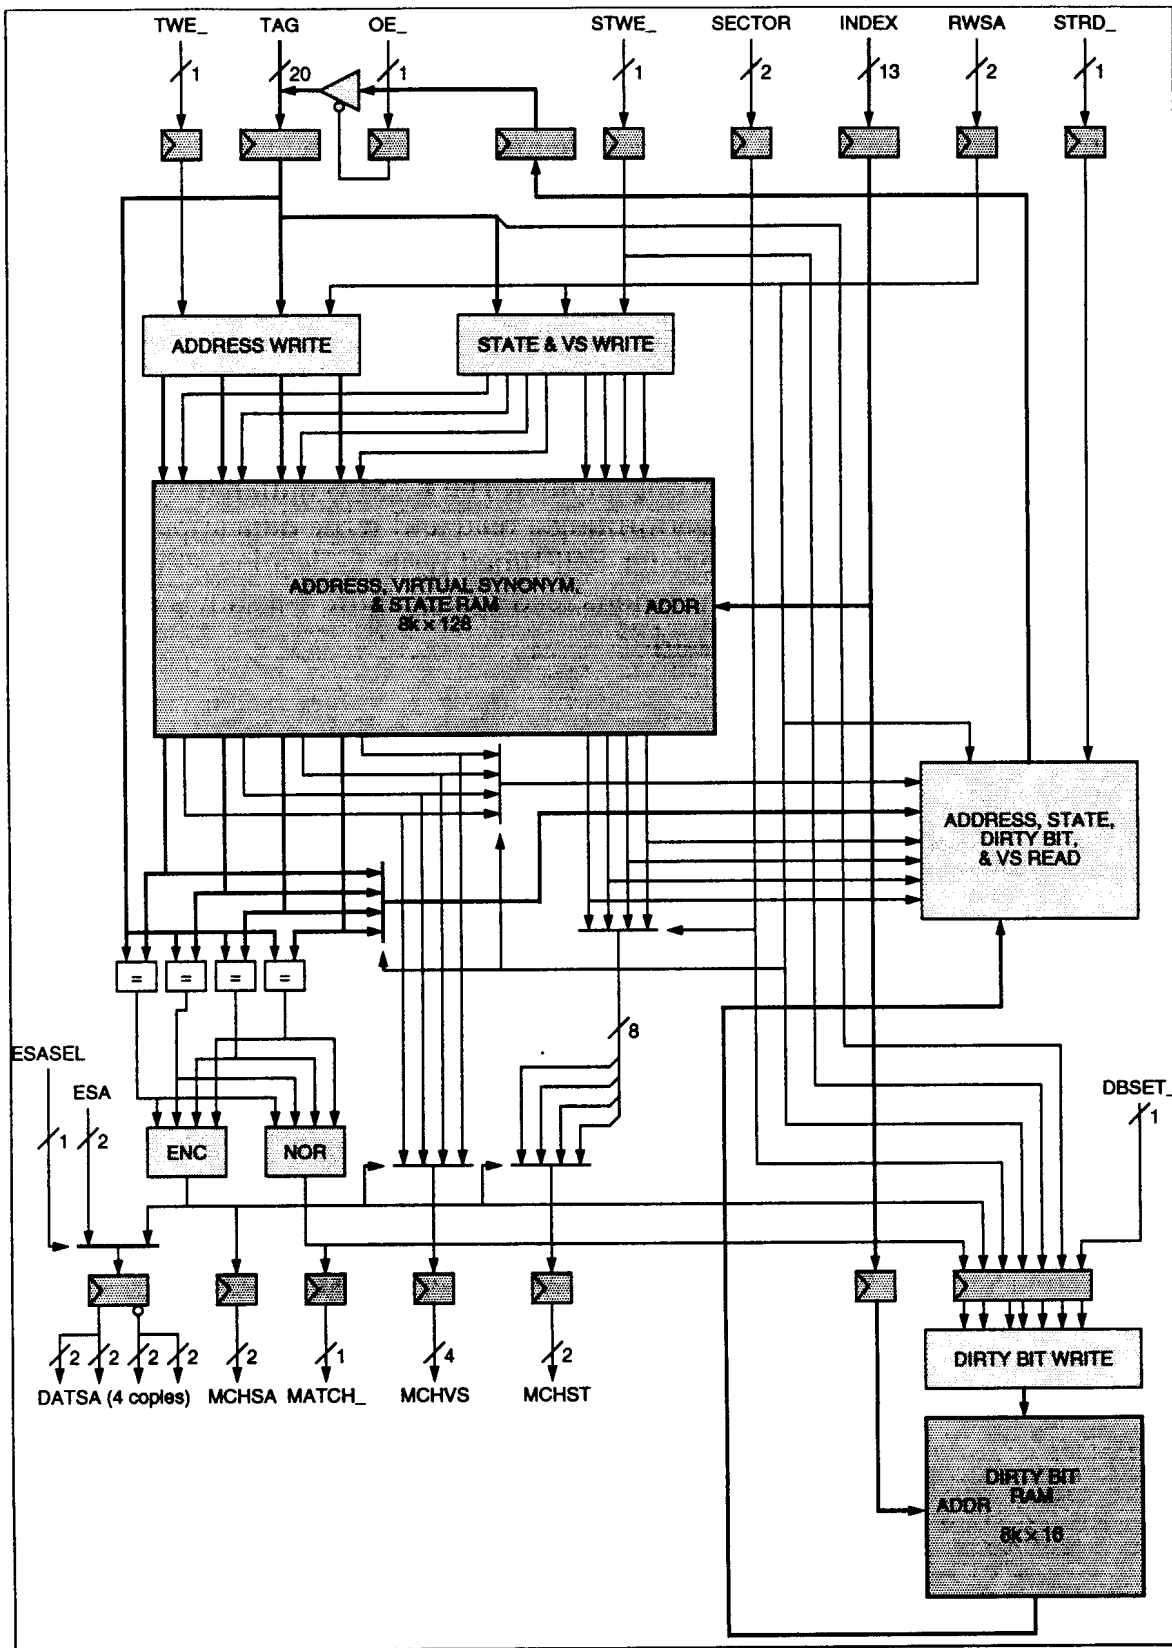 TWE_ TAG OE_ STWE_ SECTOR INDEX RWSA STRD_
1 20 1 1 2 13 2 1
ADDRESS WRITE
STATE & VS WRITE
ADDRESS, VIRTUAL SYNONYM,
& STATE RAM
8k × 128
ADDR
ADDRESS, STATE,
DIRTY BIT,
& VS READ
= = = =
8
ESASEL
ESA
DBSET_
1 2
1
ENC
NOR
2 2 2 2 2 1 4 2
DATSA (4 copies) MCHSA MATCH_ MCHVS MCHST
DIRTY BIT WRITE
DIRTY BIT
RAM
ADDR
8k × 16